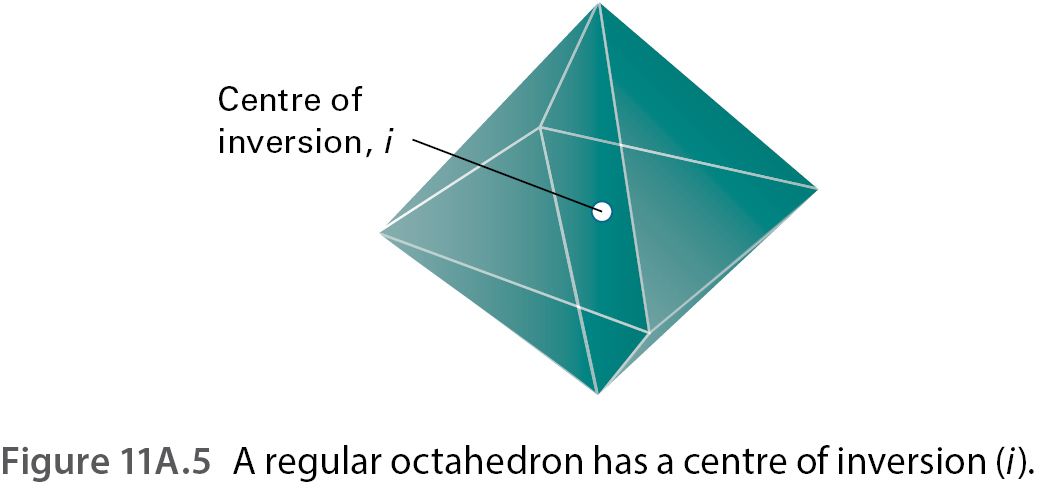 Centre of
inversion, i
Figure 11A.5 A regular octahedron has a centre of inversion (i).